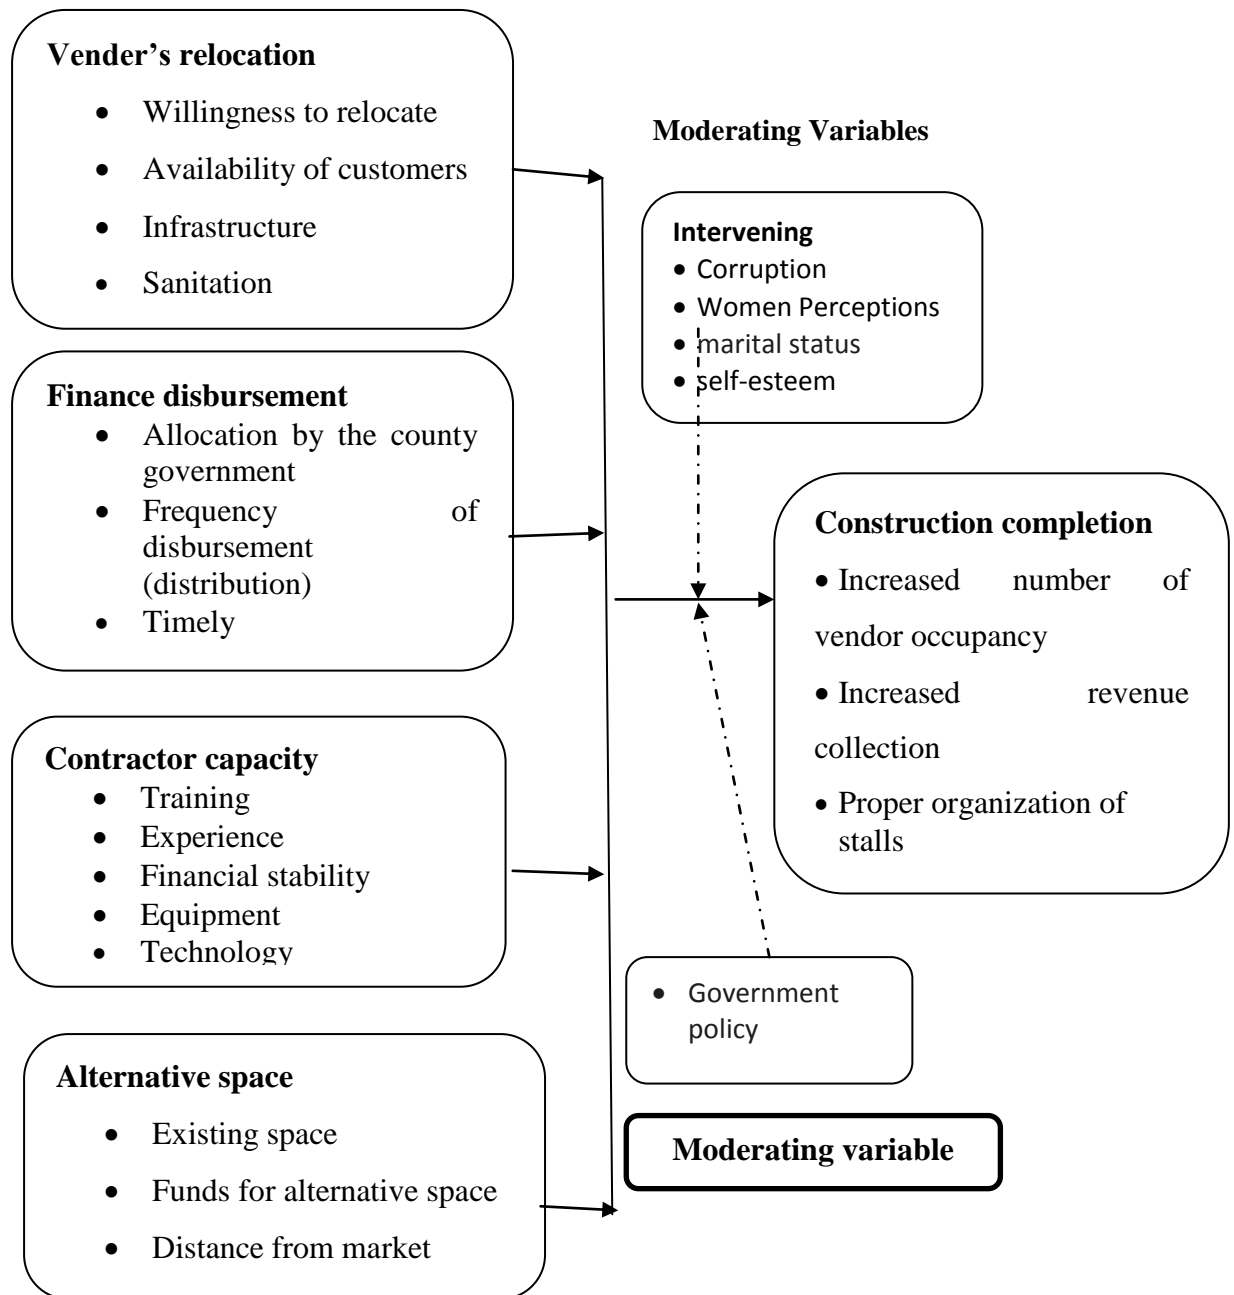 Vender’s relocation
• Willingness to relocate
• Availability of customers
• Infrastructure
• Sanitation
Finance disbursement
• Allocation by the county
government
• Frequency of
disbursement
(distribution)
• Timely
Contractor capacity
• Training
• Experience
• Financial stability
• Equipment
• Technology
Alternative space
• Existing space
• Funds for alternative space
• Distance from market
Moderating Variables
Intervening
• Corruption
• Women Perceptions
• marital status
• self-esteem
Construction completion
• Increased number of
vendor occupancy
• Increased revenue
collection
• Proper organization of
stalls
• Government
policy
Moderating variable